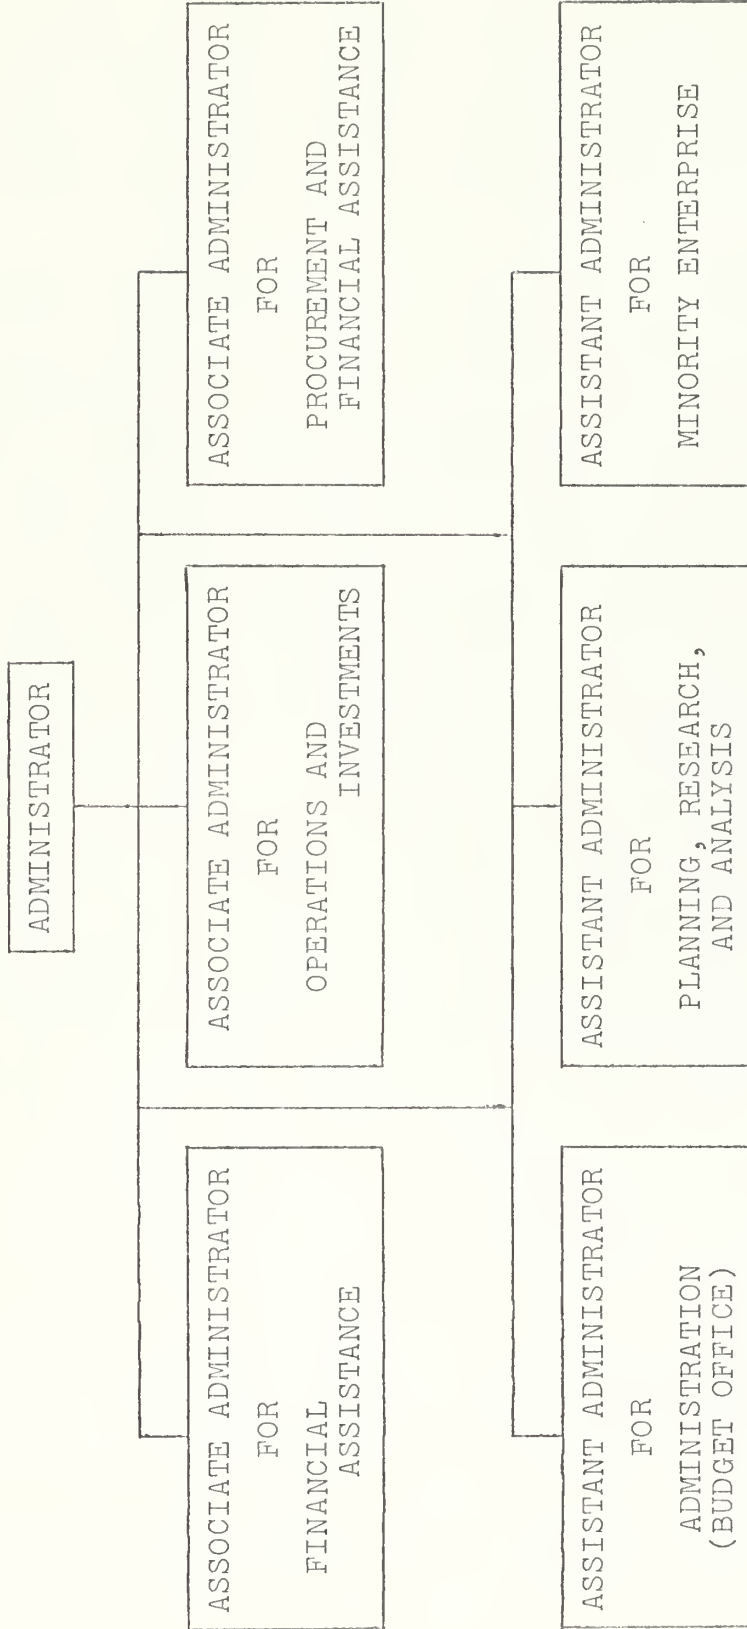 ADMINISTRATOR
ASSOCIATE ADMINISTRATOR
FOR
FINANCIAL
ASSISTANCE
ASSOCIATE ADMINISTRATOR
FOR
OPERATIONS AND
INVESTMENTS
ASSOCIATE ADMINISTRATOR
FOR
PROCUREMENT AND
FINANCIAL ASSISTANCE
ASSISTANT ADMINISTRATOR
FOR
ADMINISTRATION
(BUDGET OFFICE)
ASSISTANT ADMINISTRATOR
FOR
PLANNING, RESEARCH,
AND ANALYSIS
ASSISTANT ADMINISTRATOR
FOR
MINORITY ENTERPRISE